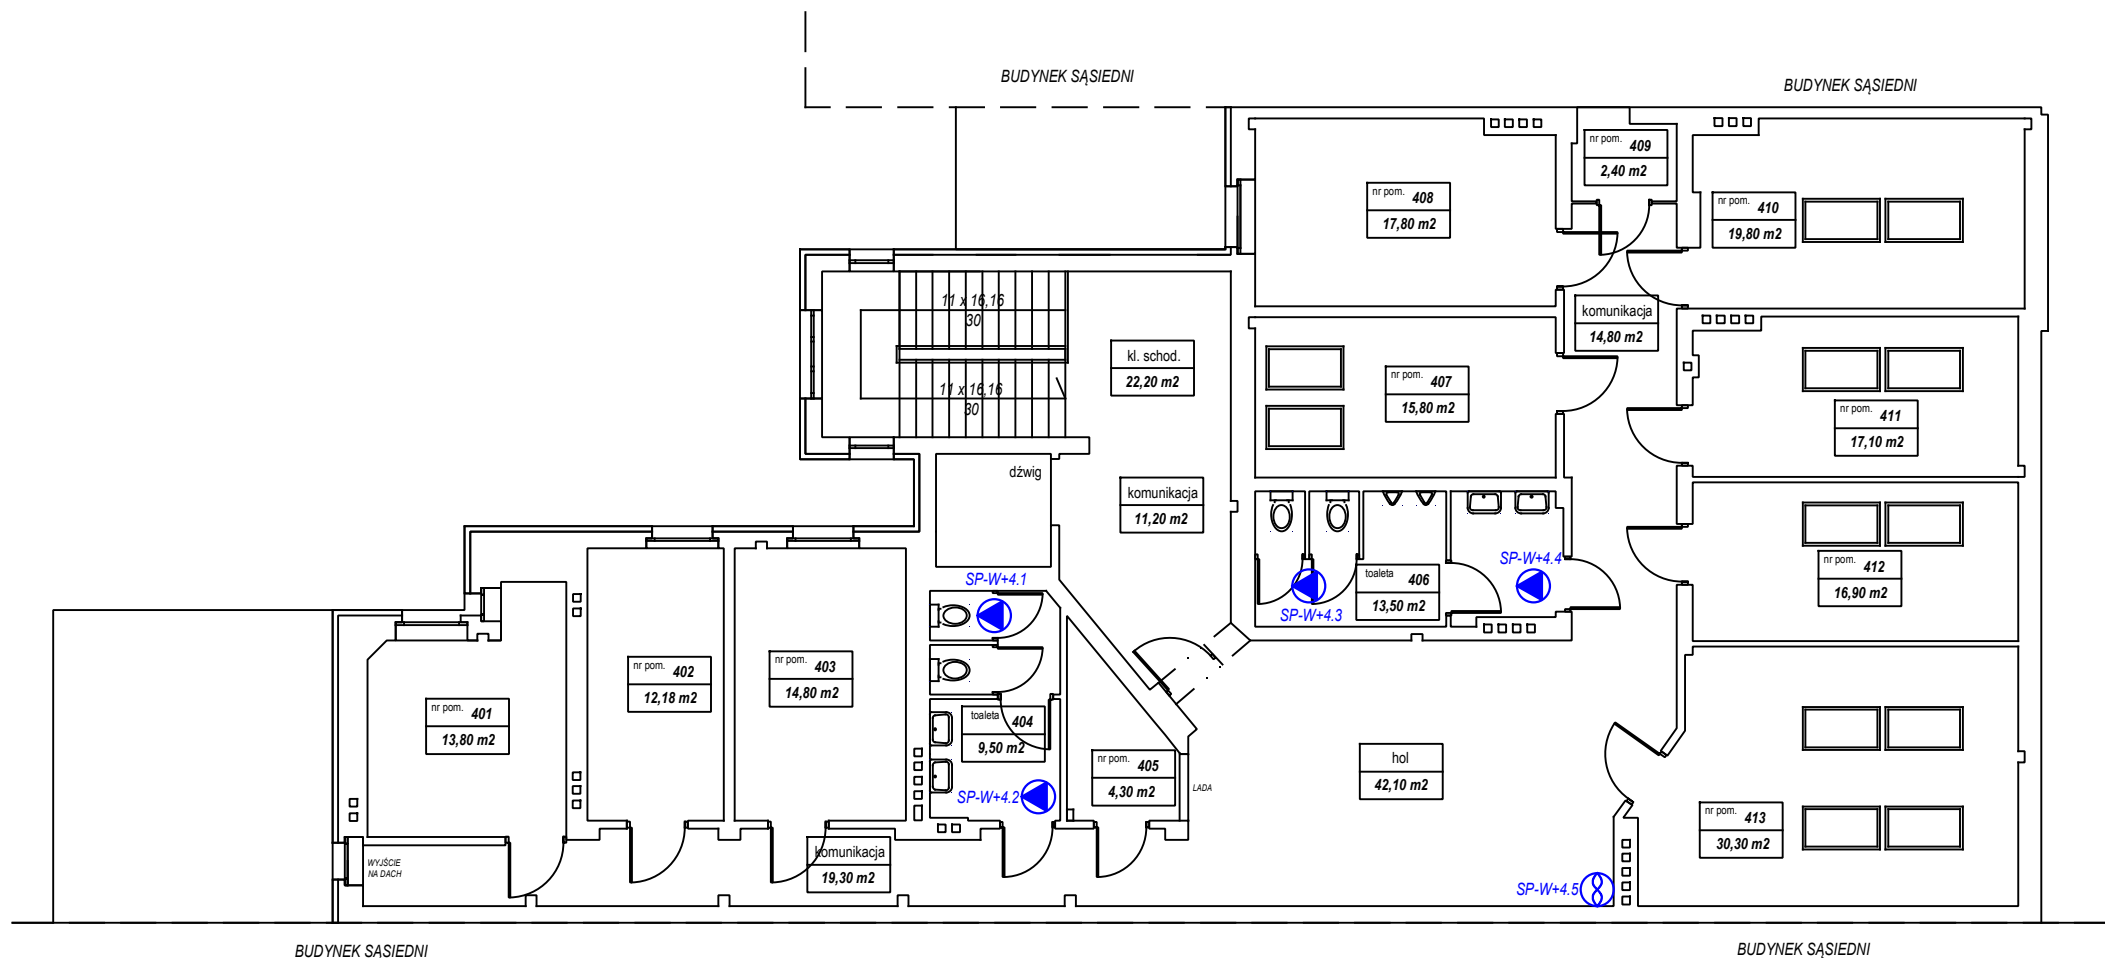 BUDYNEK SĄSIEDNI
BUDYNEK SĄSIEDNI
nr pom. 409
2,40 m2
nr pom. 408
17,80 m2
nr pom. 410
19,80 m2
11 x 16,16
30
komunikacja
14,80 m2
kl. schod.
22,20 m2
11 x 16,16
30
nr pom. 407
15,80 m2
nr pom. 411
17,10 m2
dźwig
komunikacja
11,20 m2
SP-W+4.1
SP-W+4.4
toaleta 406
13,50 m2
SP-W+4.3
nr pom. 412
16,90 m2
nr pom. 402
12,18 m2
nr pom. 403
14,80 m2
nr pom. 401
13,80 m2
toaleta 404
9,50 m2
nr pom. 405
4,30 m2
hol
42,10 m2
LADA
SP-W+4.2
nr pom. 413
30,30 m2
WYJŚCIE
NA DACH
komunikacja
19,30 m2
SP-W+4.5
BUDYNEK SĄSIEDNI
BUDYNEK SĄSIEDNI